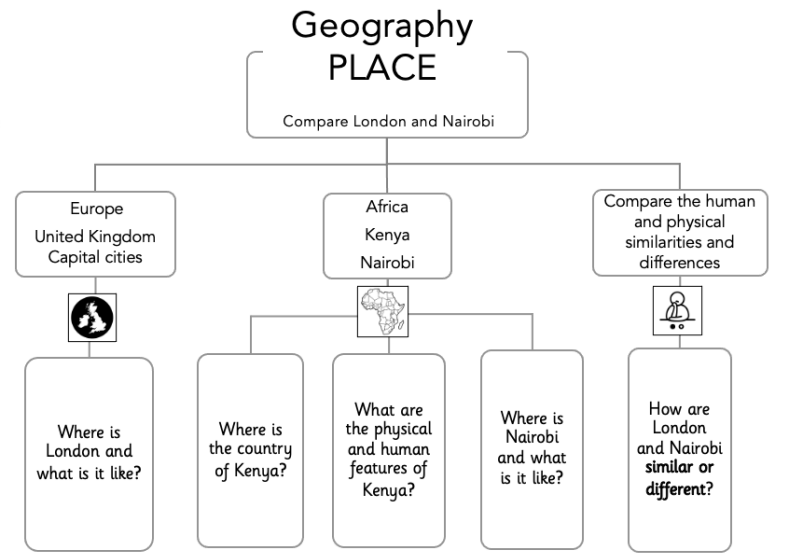 Geography
PLACE
Compare London and Nairobi
Europe
United Kingdom
Capital cities
Africa
Kenya
Nairobi
Compare the human
and physical
similarities and
differences
Where is
London and
what is it like?
Where is
the country
of Kenya?
What are
the physical
and human
features of
Kenya?
Where is
Nairobi
and what
is it like?
How are
London
and Nairobi
similar or
different?